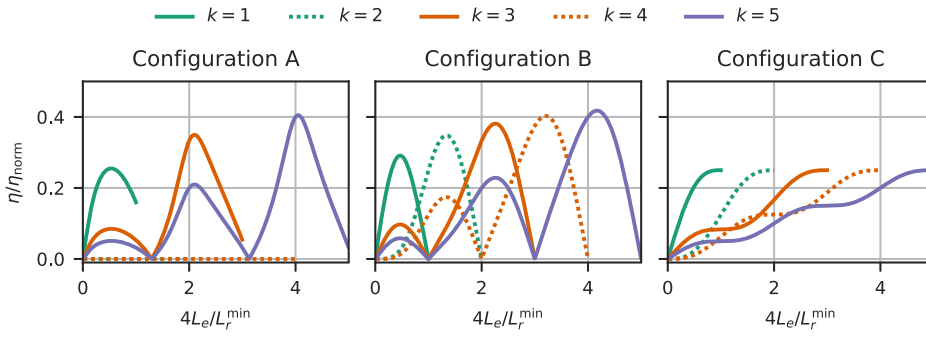 k = 1 k = 2 k = 3 k = 4 k = 5
Configuration A Configuration B Configuration C
η/η_norm
0.4
0.2
0.0
0 2 4 0 2 4 0 2 4
4L_e/L_r^min 4L_e/L_r^min 4L_e/L_r^min